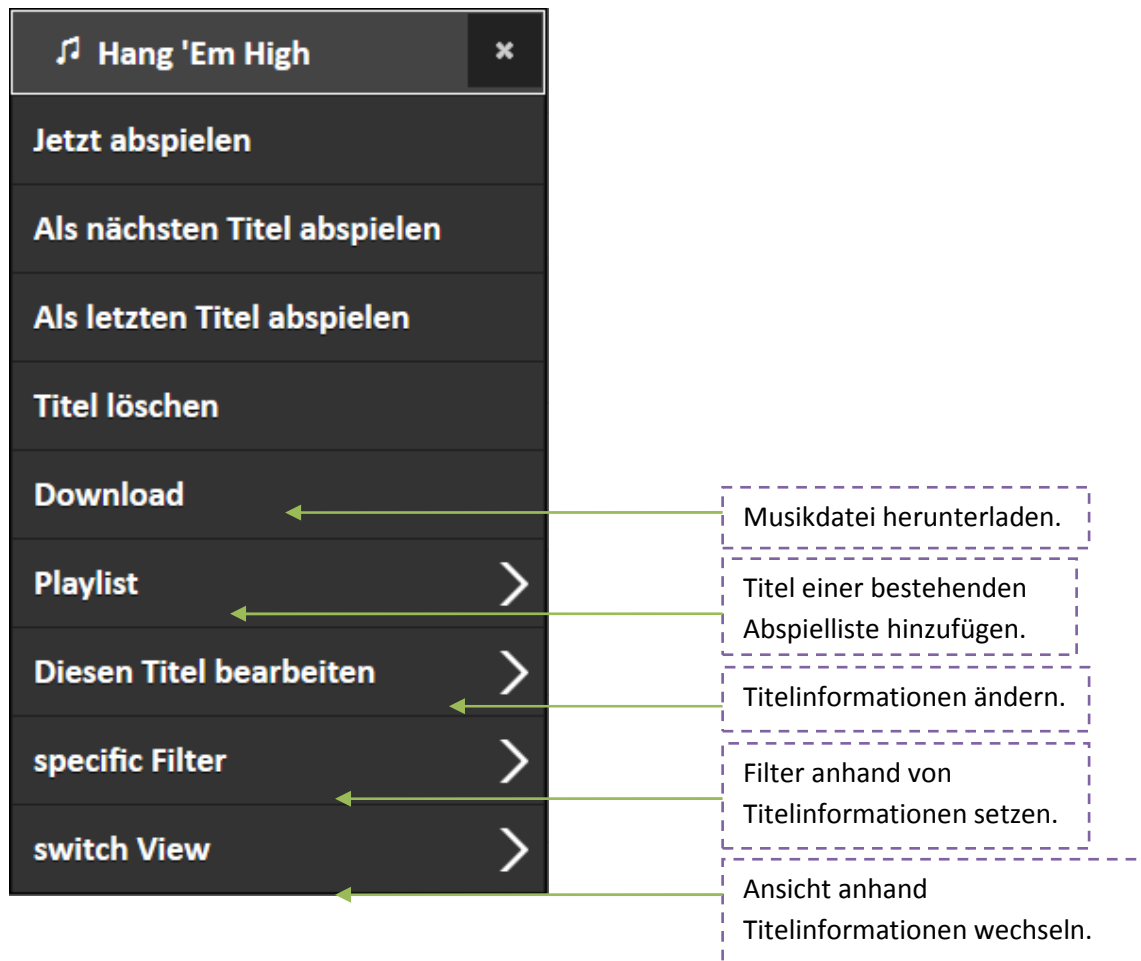 Hang 'Em High
Jetzt abspielen
Als nächsten Titel abspielen
Als letzten Titel abspielen
Titel löschen
Download
Musikdatei herunterladen.
Playlist
Titel einer bestehenden
Abspielliste hinzufügen.
Diesen Titel bearbeiten
Titelinformationen ändern.
specific Filter
Filter anhand von
Titelinformationen setzen.
switch View
Ansicht anhand
Titelinformationen wechseln.